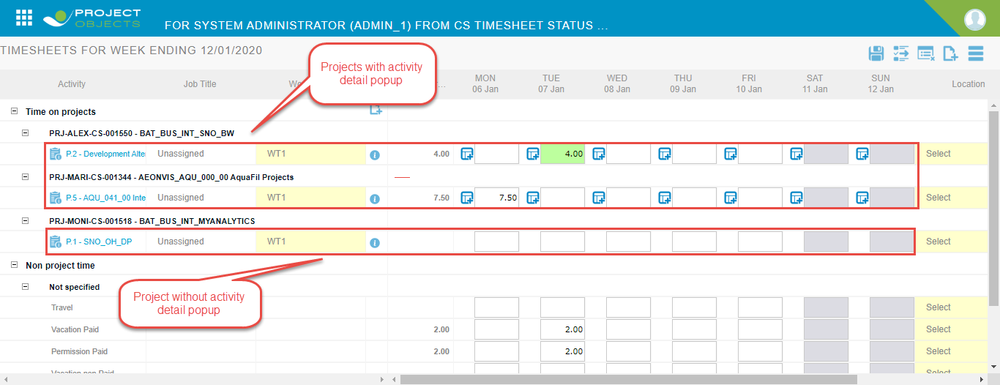 PROJECT
OBJECTS
FOR SYSTEM ADMINISTRATOR (ADMIN_1) FROM CS TIMESHEET STATUS ...
TIMESHEETS FOR WEEK ENDING 12/01/2020
Projects with activity
detail popup
Activity Job Title ... MON TUE WED THU FRI SAT SUN Location
06 Jan 07 Jan 08 Jan 09 Jan 10 Jan 11 Jan 12 Jan
Time on projects
PRJ-ALEX-CS-001550 - BAT_BUS_INT_SNO_BW
P.2 - Development Alte Unassigned WT1 4.00 4.00 Select
PRJ-MARI-CS-001344 - AEONVIS_AQU_000_00 AquaFil Projects
P.5 - AQU_041_00 Inte Unassigned WT1 7.50 7.50 Select
PRJ-MONI-CS-001518 - BAT_BUS_INT_MYANALYTICS
P.1 - SNO_OH_DP Unassigned WT1 Select
Non project time
Not specified
Project without activity
detail popup
Travel Select
Vacation Paid 2.00 2.00 Select
Permission Paid 2.00 2.00 Select
Vacation non Paid Select